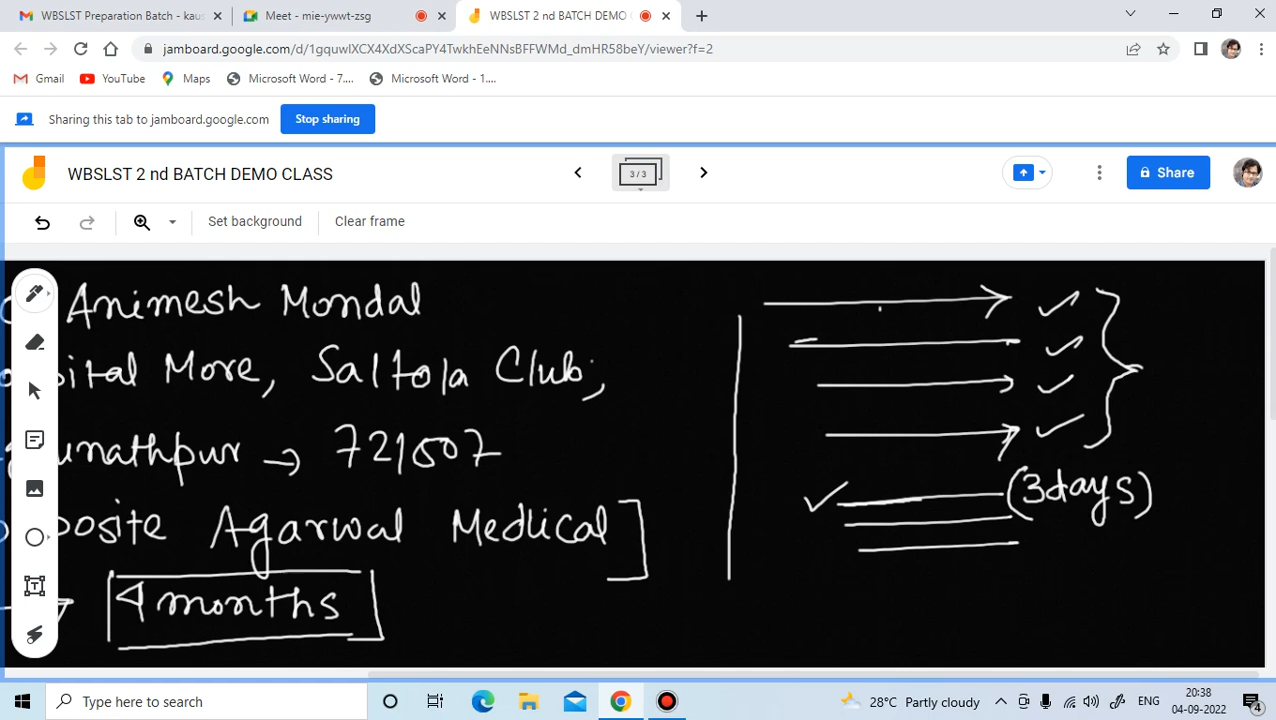 WBSLST Preparation Batch - kaus
Meet - mie-ywwt-zsg
WBSLST 2 nd BATCH DEMO C
jamboard.google.com/d/1gquwlXCX4XdXScaPY4TwkhEeNNsBFFWMd_dmHR58beY/viewer?f=2
Gmail YouTube Maps Microsoft Word - 7.... Microsoft Word - 1....
Sharing this tab to jamboard.google.com Stop sharing
WBSLST 2 nd BATCH DEMO CLASS 3 / 3 Share
Set background Clear frame
Animesh Mondal
pital More, Saltola Club,
unathpur → 721507
posite Agarwal Medical]
4 months
(3days)
Type here to search
28°C Partly cloudy
ENG
20:38
04-09-2022
4